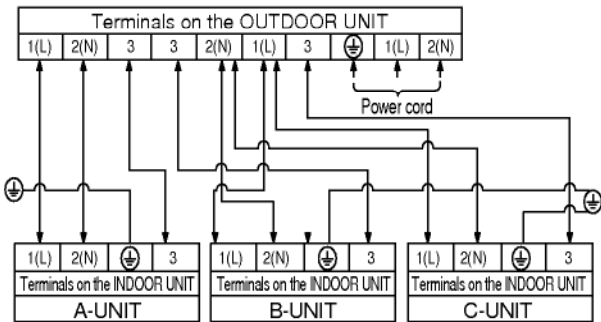 Terminals on the OUTDOOR UNIT
1(L) 2(N) 3 3 2(N) 1(L) 3 1(L) 2(N)
Power cord
1(L) 2(N) 3 1(L) 2(N) 3 1(L) 2(N) 3
Terminals on the INDOOR UNIT Terminals on the INDOOR UNIT Terminals on the INDOOR UNIT
A-UNIT B-UNIT C-UNIT